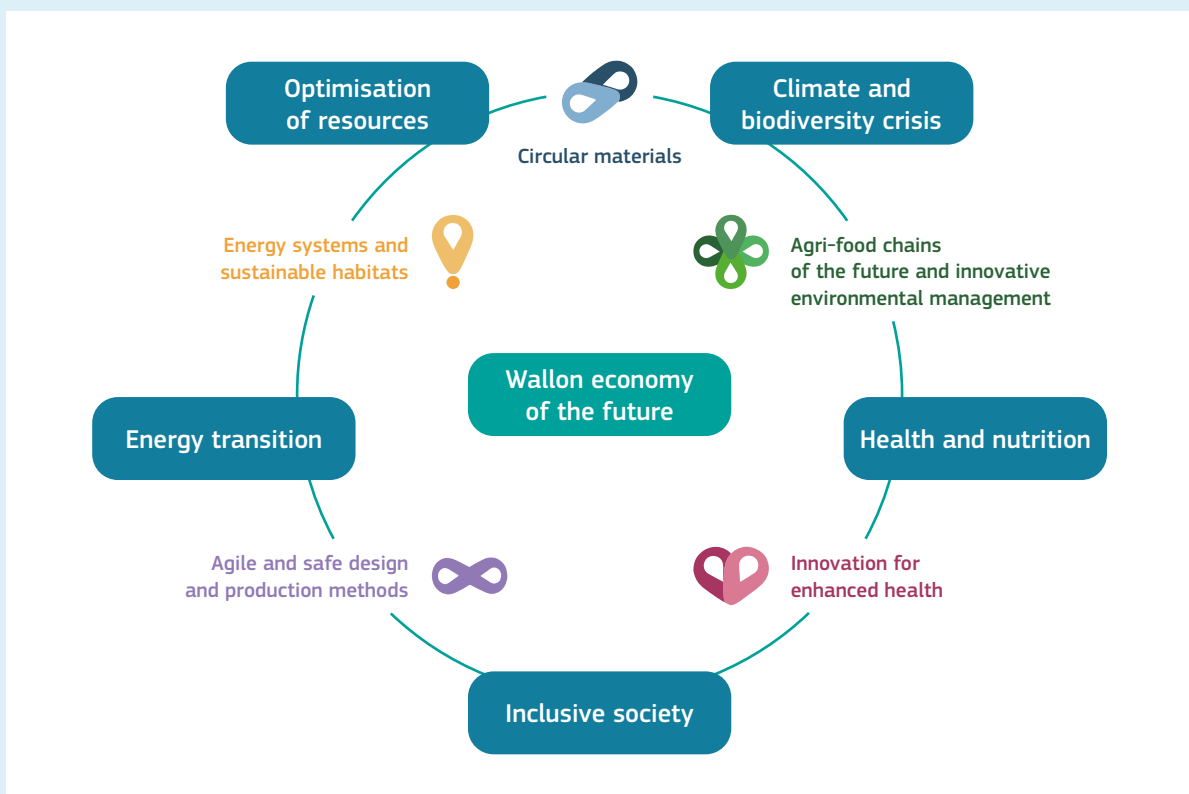 Optimisation
of resources
Climate and
biodiversity crisis
Circular materials
Energy systems and
sustainable habitats
Agri-food chains
of the future and innovative
environmental management
Wallon economy
of the future
Energy transition
Health and nutrition
Agile and safe design
and production methods
Innovation for
enhanced health
Inclusive society